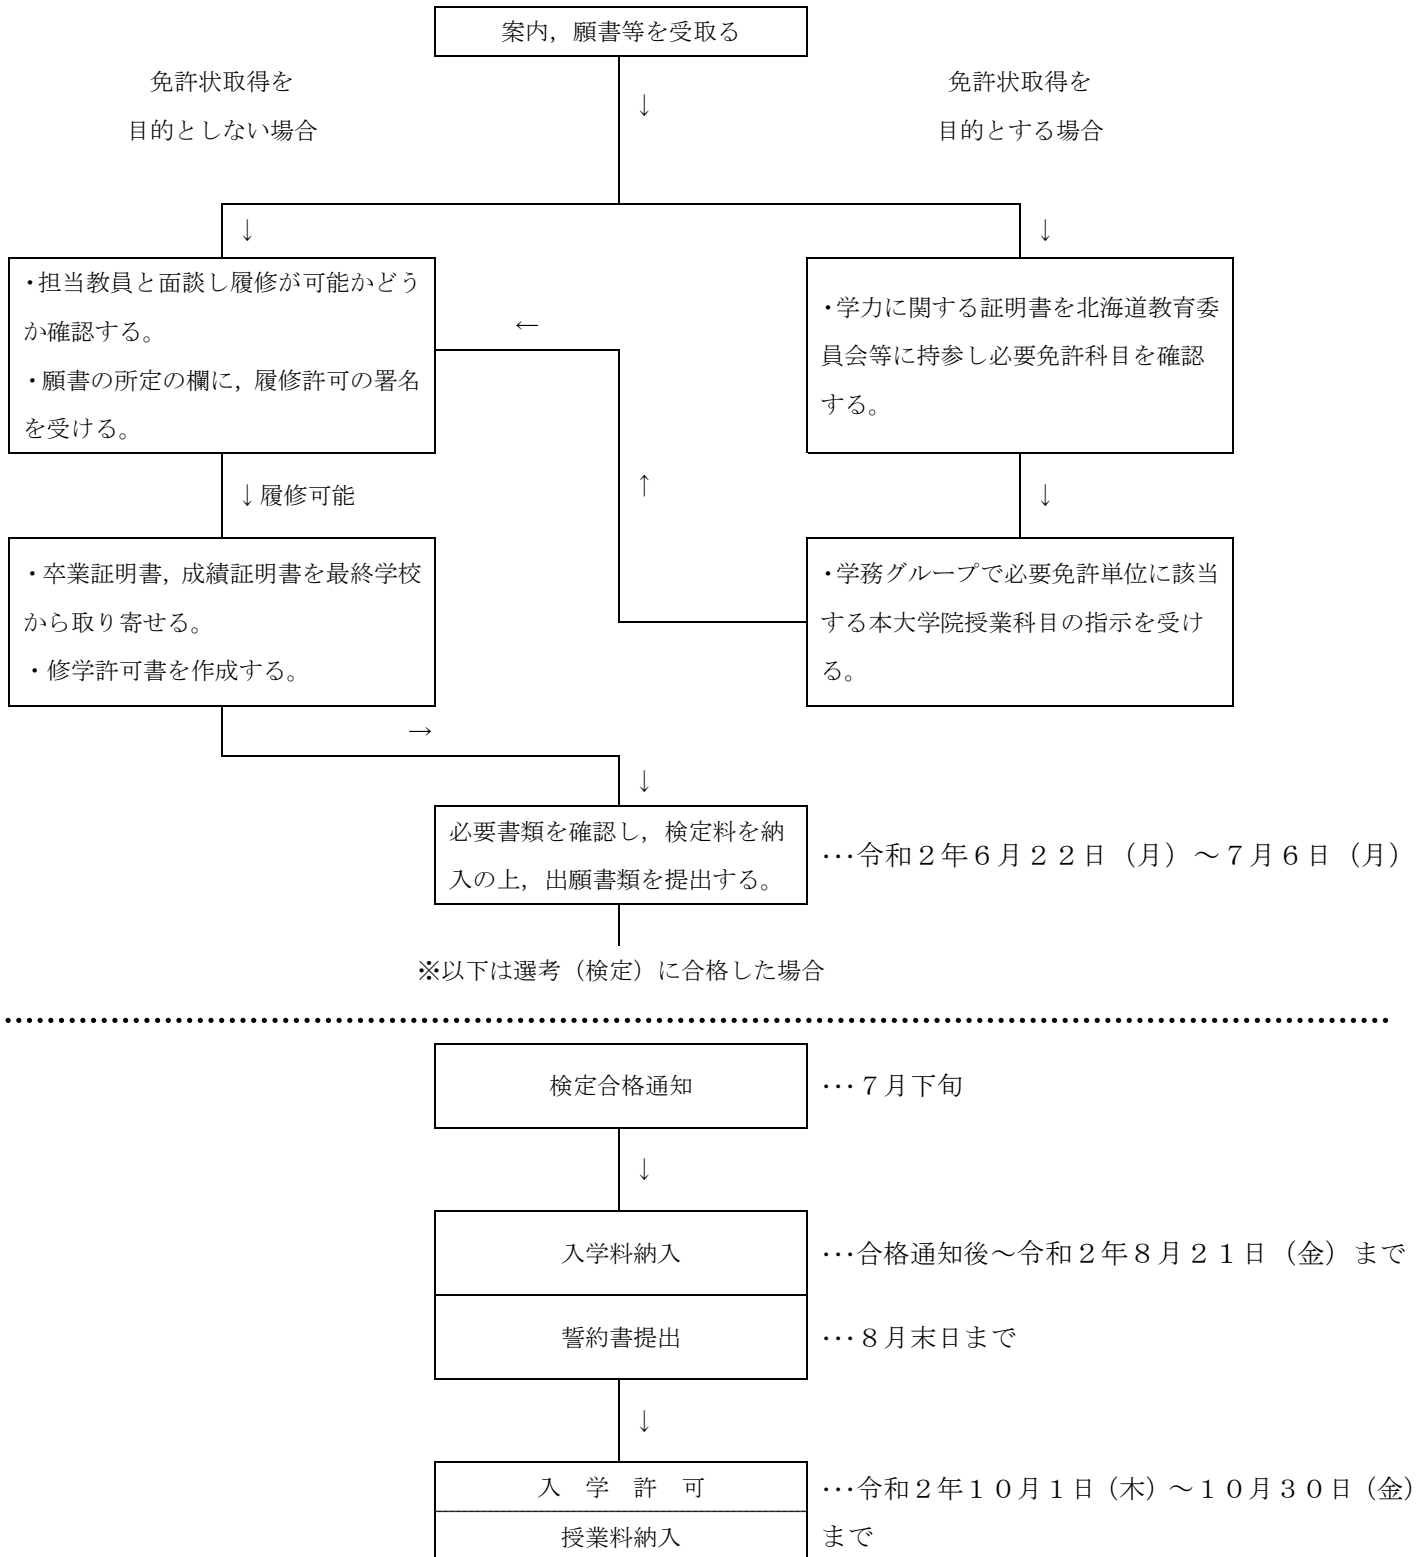 案内，願書等を受取る
免許状取得を
目的としない場合
↓
免許状取得を
目的とする場合
↓
↓
・担当教員と面談し履修が可能かどう
か確認する。
・願書の所定の欄に，履修許可の署名
を受ける。
←
・学力に関する証明書を北海道教育委
員会等に持参し必要免許科目を確認
する。
↓履修可能
↑
↓
・卒業証明書，成績証明書を最終学校
から取り寄せる。
・修学許可書を作成する。
・学務グループで必要免許単位に該当
する本大学院授業科目の指示を受け
る。
→
↓
必要書類を確認し，検定料を納
入の上，出願書類を提出する。
…令和２年６月２２日（月）～７月６日（月）
※以下は選考（検定）に合格した場合
検定合格通知
…７月下旬
↓
入学料納入
…合格通知後～令和２年８月２１日（金）まで
誓約書提出
…８月末日まで
↓
入　学　許　可
…令和２年１０月１日（木）～１０月３０日（金）
授業料納入
まで